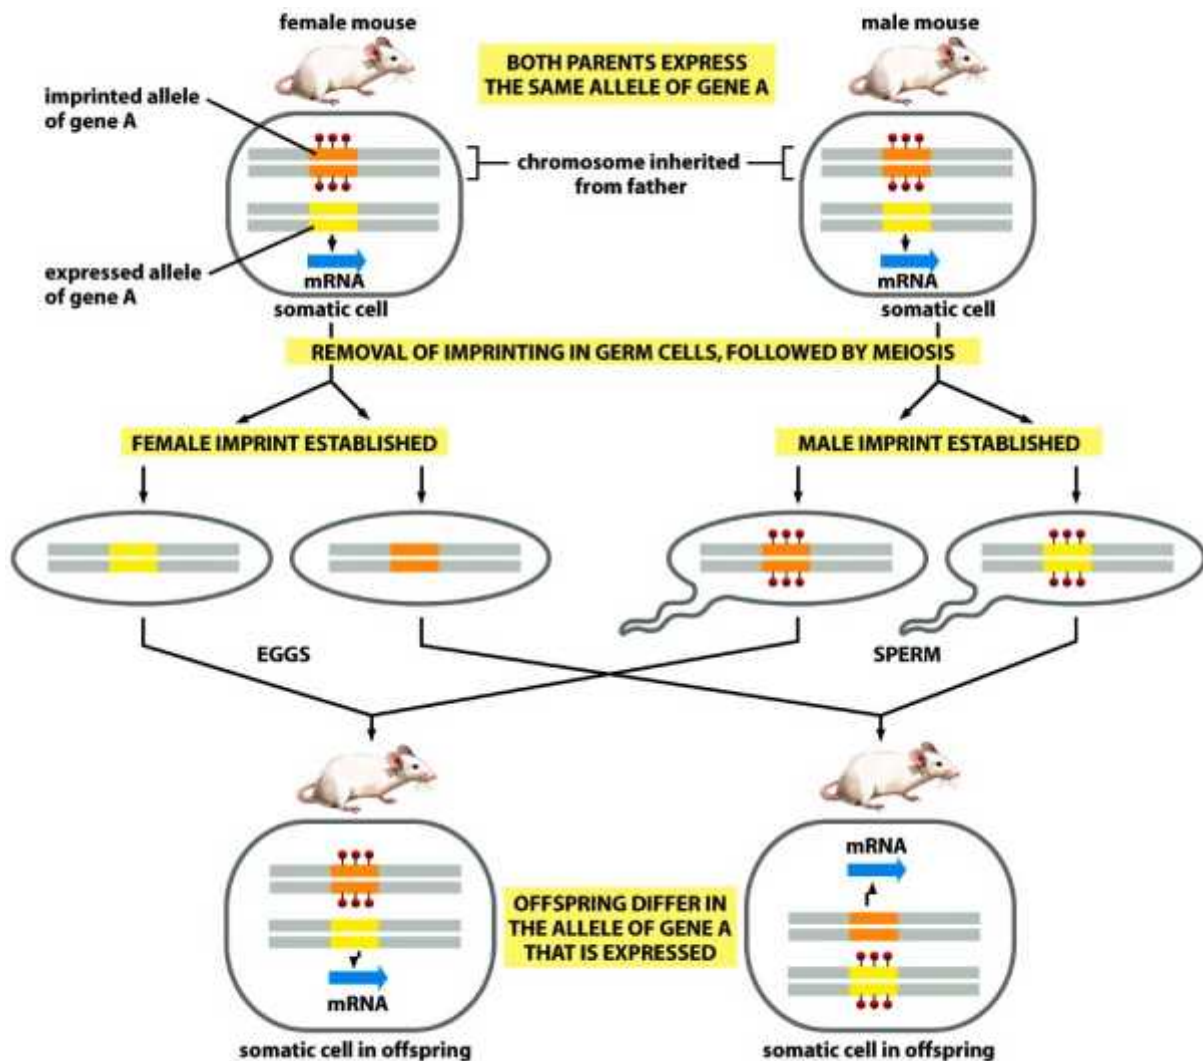 female mouse
male mouse
BOTH PARENTS EXPRESS
THE SAME ALLELE OF GENE A
imprinted allele
of gene A
chromosome inherited
from father
expressed allele
of gene A
mRNA
mRNA
somatic cell
somatic cell
REMOVAL OF IMPRINTING IN GERM CELLS, FOLLOWED BY MEIOSIS
FEMALE IMPRINT ESTABLISHED
MALE IMPRINT ESTABLISHED
EGGS
SPERM
mRNA
OFFSPRING DIFFER IN
THE ALLELE OF GENE A
THAT IS EXPRESSED
mRNA
somatic cell in offspring
somatic cell in offspring